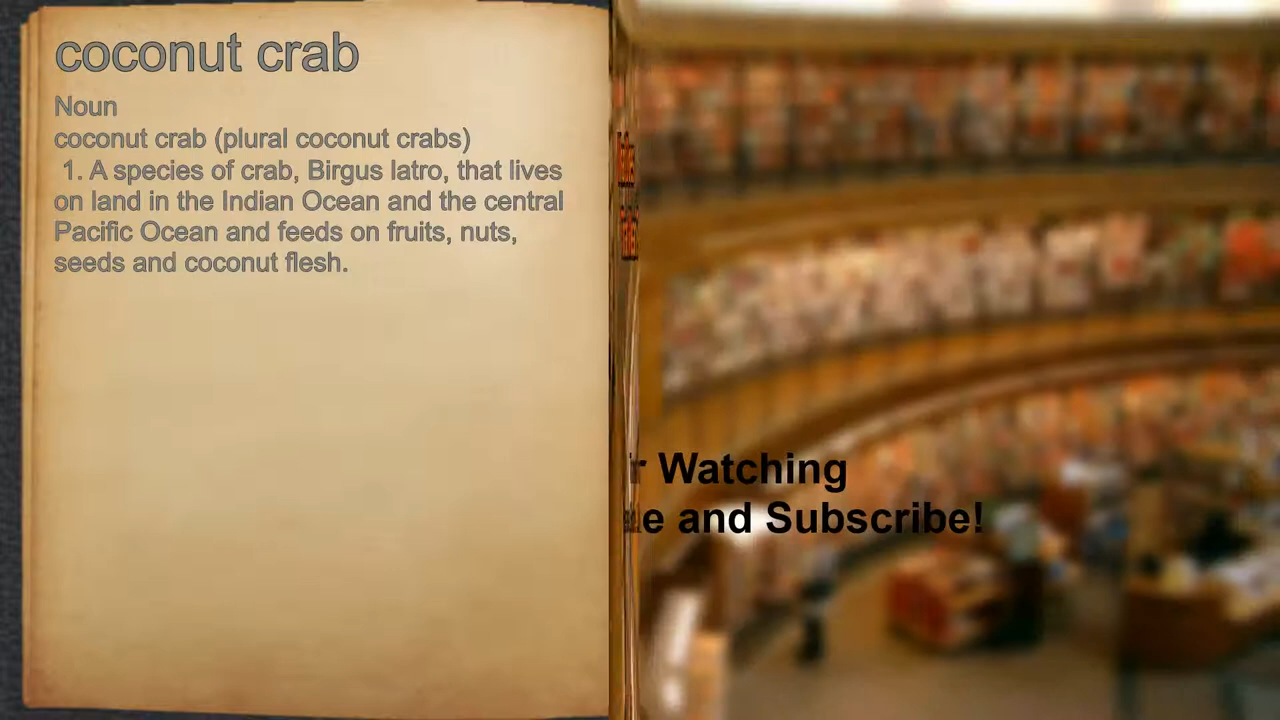 coconut crab
Noun
coconut crab (plural coconut crabs)
1. A species of crab, Birgus latro, that lives
on land in the Indian Ocean and the central
Pacific Ocean and feeds on fruits, nuts,
seeds and coconut flesh.
Watching
and Subscribe!